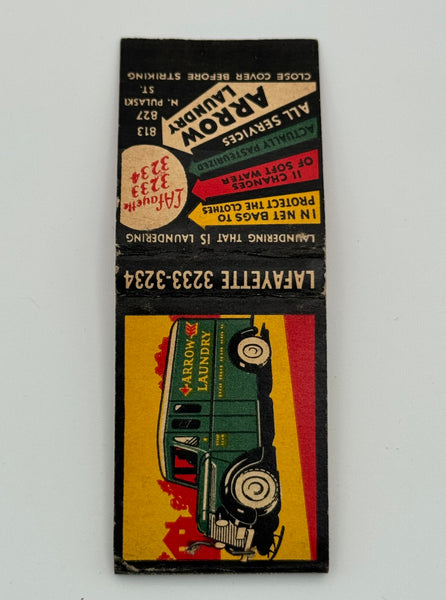 LAUNDERING THAT IS LAUNDERING
IN NET BAGS TO
PROTECT THE CLOTHES
11 CHANGES
OF SOFT WATER
ACTUALLY PASTEURIZED
ALL SERVICES
ARROW
LAUNDRY
LAfayette
3233
3234
813
827
N. PULASKI
ST.
CLOSE COVER BEFORE STRIKING
LAFAYETTE 3233-3234
ARROW
LAUNDRY